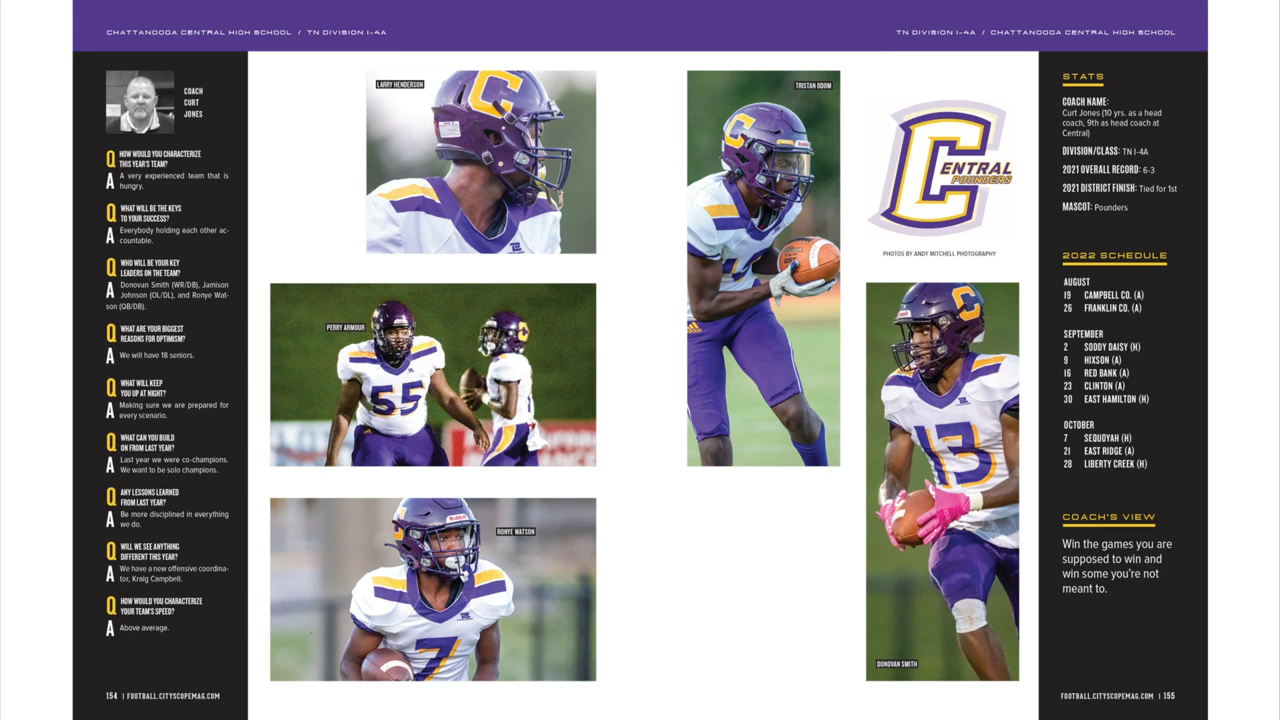 CHATTANOOGA CENTRAL HIGH SCHOOL / TN DIVISION I-4A
COACH
CURT
JONES
Q HOW WOULD YOU CHARACTERIZE
THIS YEAR'S TEAM?
A A very experienced team that is
hungry.
Q WHAT WILL BE THE KEYS
TO YOUR SUCCESS?
A Everybody holding each other ac-
countable.
Q WHO WILL BE YOUR KEY
LEADERS ON THE TEAM?
A Donovan Smith (WR/DB), Jamison
Johnson (OL/DL), and Ronye Wat-
son (QB/DB).
Q WHAT ARE YOUR BIGGEST
REASONS FOR OPTIMISM?
A We will have 18 seniors.
Q WHAT WILL KEEP
YOU UP AT NIGHT?
A Making sure we are prepared for
every scenario.
Q WHAT CAN YOU BUILD
ON FROM LAST YEAR?
A Last year we were co-champions.
We want to be solo champions.
Q ANY LESSONS LEARNED
FROM LAST YEAR?
A Be more disciplined in everything
we do.
Q WILL WE SEE ANYTHING
DIFFERENT THIS YEAR?
A We have a new offensive coordina-
tor, Kraig Campbell.
Q HOW WOULD YOU CHARACTERIZE
YOUR TEAM'S SPEED?
A Above average.
154 | FOOTBALL.CITYSCOPEMAG.COM
LARRY HENDERSON
C
PERRY ARMOUR
55
RONYE WATSON
Riddell
7
TN DIVISION I-4A / CHATTANOOGA CENTRAL HIGH SCHOOL
TRISTAN ODOM
C
CENTRAL
POUNDERS
PHOTOS BY ANDY MITCHELL PHOTOGRAPHY
C
13
DONOVAN SMITH
STATS
COACH NAME:
Curt Jones (10 yrs. as a head
coach, 9th as head coach at
Central)
DIVISION/CLASS: TN I-4A
2021 OVERALL RECORD: 6-3
2021 DISTRICT FINISH: Tied for 1st
MASCOT: Pounders
2022 SCHEDULE
AUGUST
19 CAMPBELL CO. (A)
26 FRANKLIN CO. (A)
SEPTEMBER
2 SODDY DAISY (H)
9 HIXSON (A)
16 RED BANK (A)
23 CLINTON (A)
30 EAST HAMILTON (H)
OCTOBER
7 SEQUOYAH (H)
21 EAST RIDGE (A)
28 LIBERTY CREEK (H)
COACH'S VIEW
Win the games you are
supposed to win and
win some you're not
meant to.
FOOTBALL.CITYSCOPEMAG.COM | 155